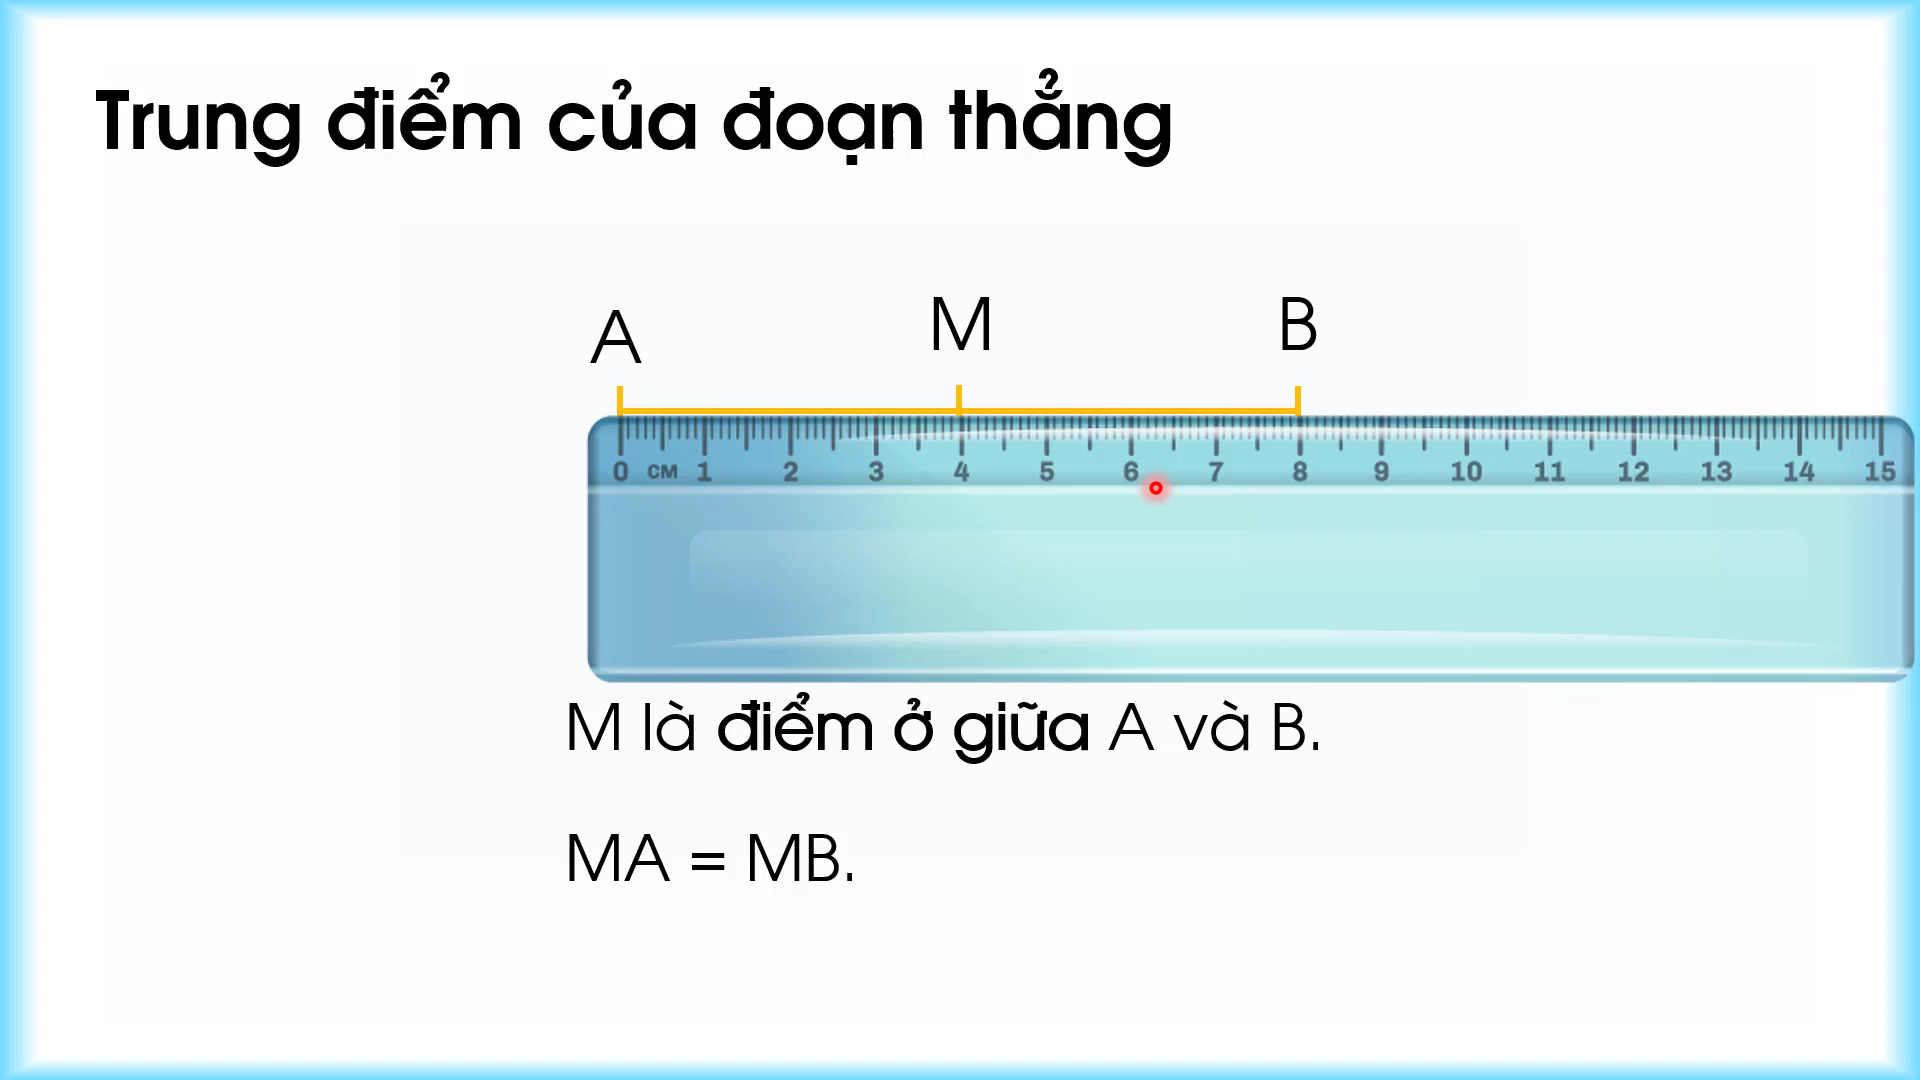 Trung điểm của đoạn thẳng
A M B
0 CM 1 2 3 4 5 6 7 8 9 10 11 12 13 14 15
M là điểm ở giữa A và B.
MA = MB.